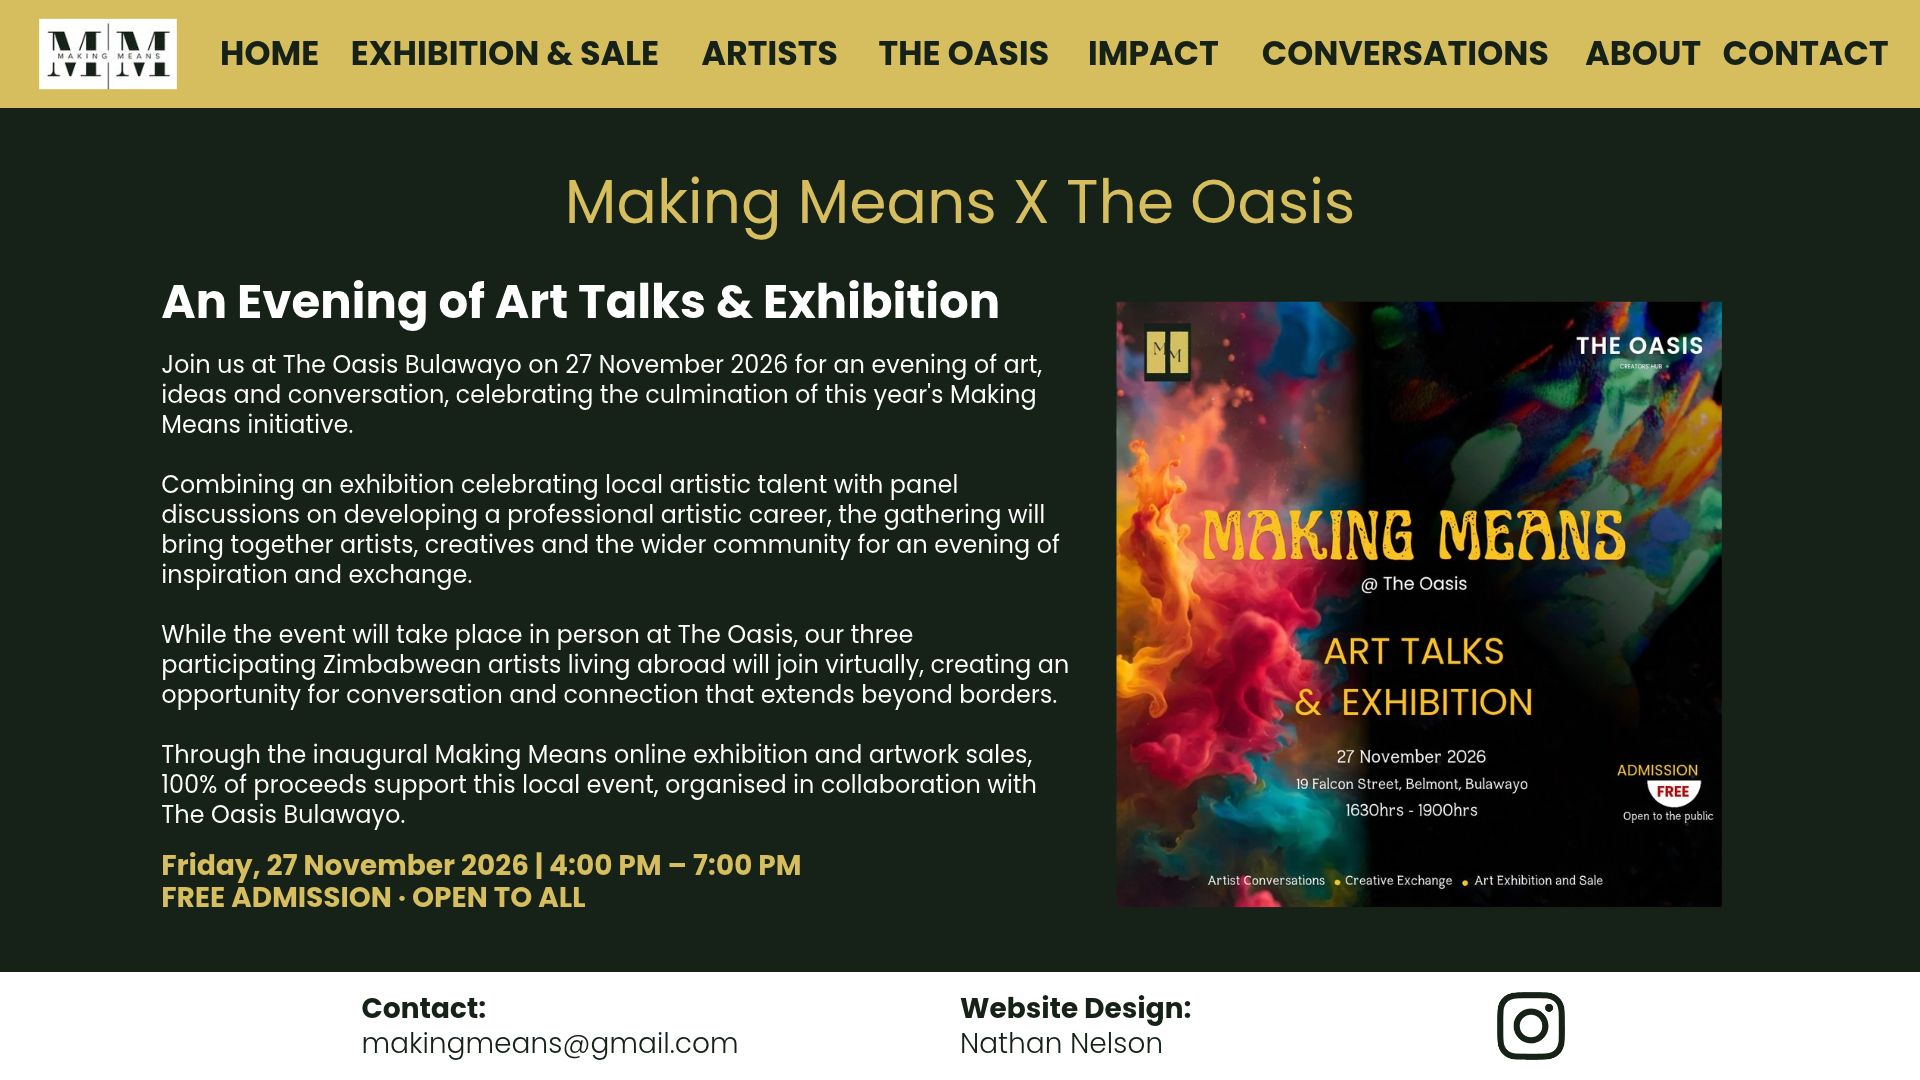 M M
MAKING MEANS
HOME EXHIBITION & SALE ARTISTS THE OASIS IMPACT CONVERSATIONS ABOUT CONTACT
Making Means X The Oasis
An Evening of Art Talks & Exhibition
Join us at The Oasis Bulawayo on 27 November 2026 for an evening of art,
ideas and conversation, celebrating the culmination of this year's Making
Means initiative.
Combining an exhibition celebrating local artistic talent with panel
discussions on developing a professional artistic career, the gathering will
bring together artists, creatives and the wider community for an evening of
inspiration and exchange.
While the event will take place in person at The Oasis, our three
participating Zimbabwean artists living abroad will join virtually, creating an
opportunity for conversation and connection that extends beyond borders.
Through the inaugural Making Means online exhibition and artwork sales,
100% of proceeds support this local event, organised in collaboration with
The Oasis Bulawayo.
Friday, 27 November 2026 | 4:00 PM – 7:00 PM
FREE ADMISSION · OPEN TO ALL
M M
THE OASIS
CREATORS' HUB
MAKING MEANS
@ The Oasis
ART TALKS
& EXHIBITION
27 November 2026
19 Falcon Street, Belmont, Bulawayo
1630hrs - 1900hrs
ADMISSION
FREE
Open to the public
Artist Conversations • Creative Exchange • Art Exhibition and Sale
Contact:
makingmeans@gmail.com
Website Design:
Nathan Nelson